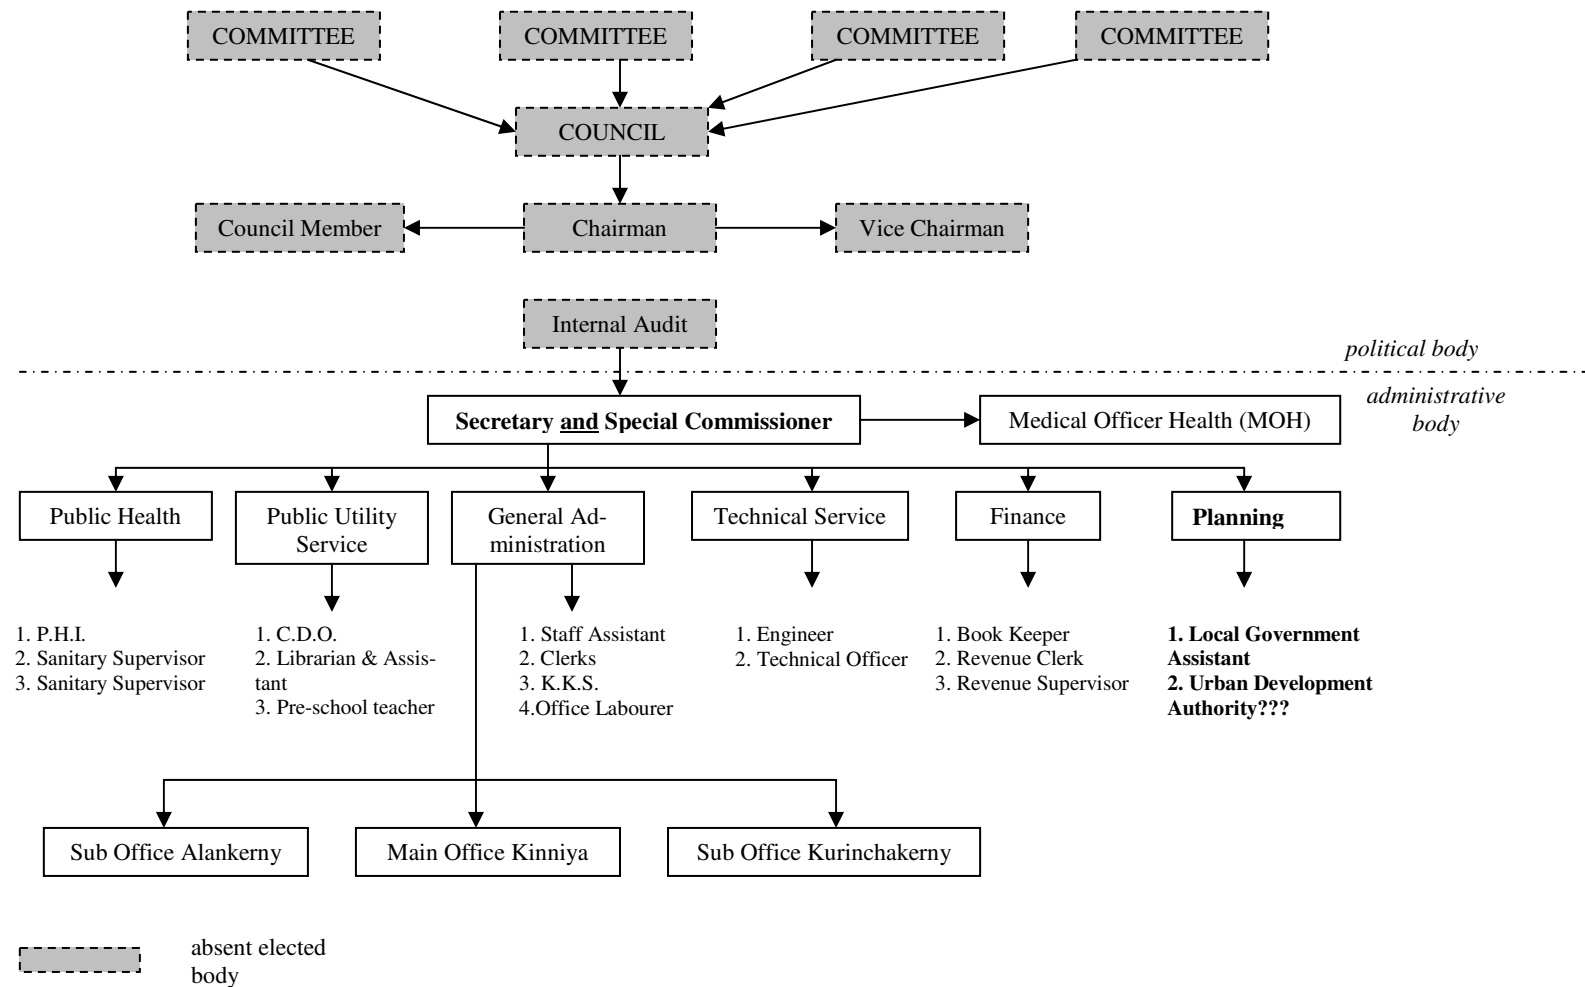 COMMITTEE
COMMITTEE
COMMITTEE
COMMITTEE
COUNCIL
Council Member
Chairman
Vice Chairman
Internal Audit
political body
administrative
body
Secretary and Special Commissioner
Medical Officer Health (MOH)
Public Health
Public Utility
Service
General Ad-
ministration
Technical Service
Finance
Planning
1. P.H.I.
2. Sanitary Supervisor
3. Sanitary Supervisor
1. C.D.O.
2. Librarian & Assis-
tant
3. Pre-school teacher
1. Staff Assistant
2. Clerks
3. K.K.S.
4.Office Labourer
1. Engineer
2. Technical Officer
1. Book Keeper
2. Revenue Clerk
3. Revenue Supervisor
1. Local Government
Assistant
2. Urban Development
Authority???
Sub Office Alankerny
Main Office Kinniya
Sub Office Kurinchakerny
absent elected
body